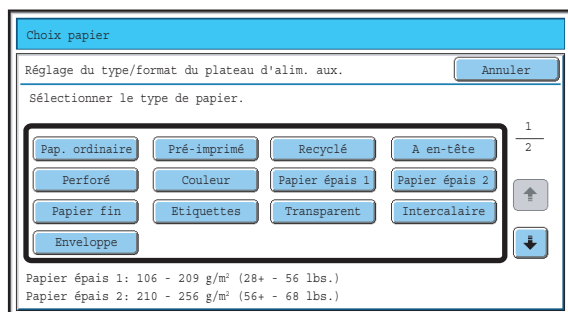 Choix papier
Réglage du type/format du plateau d'alim. aux. Annuler
Sélectionner le type de papier.
1
2
Pap. ordinaire Pré-imprimé Recyclé A en-tête
Perforé Couleur Papier épais 1 Papier épais 2
Papier fin Etiquettes Transparent Intercalaire
Enveloppe
Papier épais 1: 106 - 209 g/m² (28+ - 56 lbs.)
Papier épais 2: 210 - 256 g/m² (56+ - 68 lbs.)